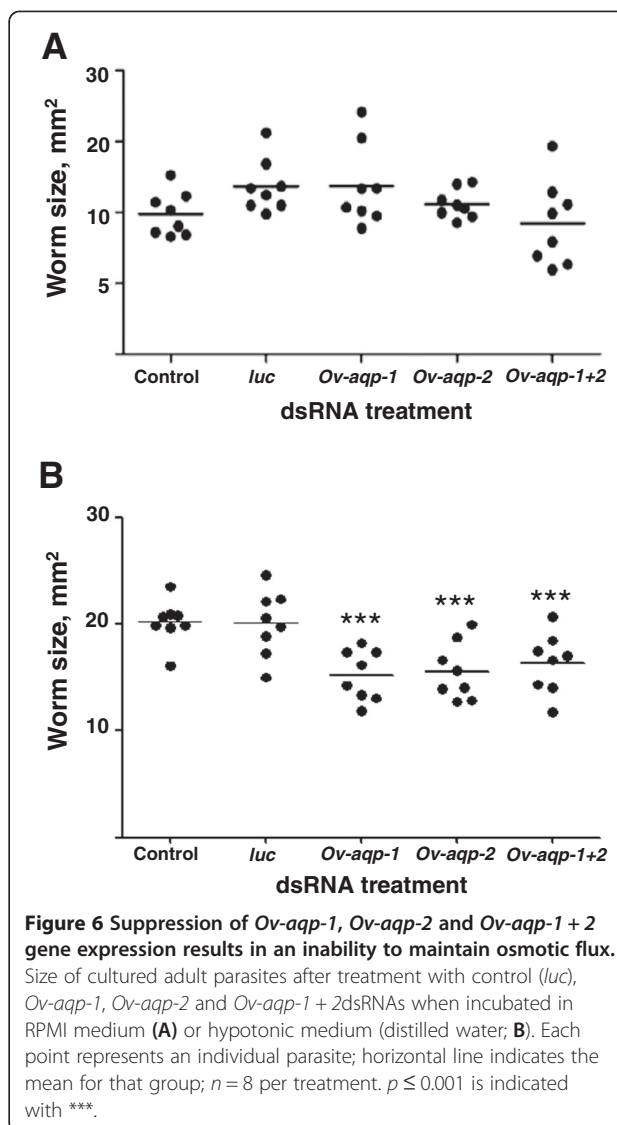 A
Worm size, mm²
30
20
10
5
Control luc Ov-aqp-1 Ov-aqp-2 Ov-aqp-1+2
dsRNA treatment
B
Worm size, mm²
30
20
10
*** *** ***
Control luc Ov-aqp-1 Ov-aqp-2 Ov-aqp-1+2
dsRNA treatment
Figure 6 Suppression of Ov-aqp-1, Ov-aqp-2 and Ov-aqp-1 + 2
gene expression results in an inability to maintain osmotic flux.
Size of cultured adult parasites after treatment with control (luc),
Ov-aqp-1, Ov-aqp-2 and Ov-aqp-1 + 2dsRNAs when incubated in
RPMI medium (A) or hypotonic medium (distilled water; B). Each
point represents an individual parasite; horizontal line indicates the
mean for that group; n = 8 per treatment. p ≤ 0.001 is indicated
with ***.